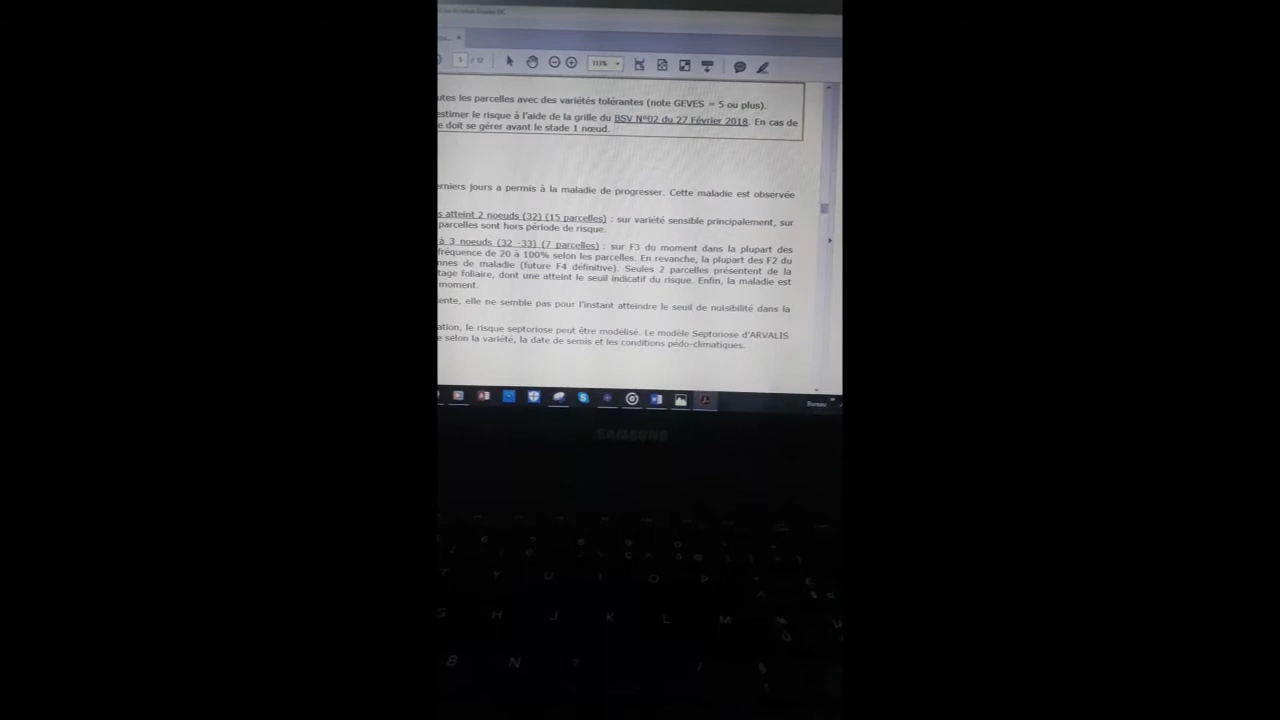 5 / 12
113%
utes les parcelles avec des variétés tolérantes (note GEVES = 5 ou plus).
estimer le risque à l'aide de la grille du BSV N°02 du 27 Février 2018. En cas de
e doit se gérer avant le stade 1 nœud.
erniers jours a permis à la maladie de progresser. Cette maladie est observée
s atteint 2 noeuds (32) (15 parcelles) : sur variété sensible principalement, sur
parcelles sont hors période de risque.
à 3 noeuds (32 -33) (7 parcelles) : sur F3 du moment dans la plupart des
fréquence de 20 à 100% selon les parcelles. En revanche, la plupart des F2 du
nnes de maladie (future F4 définitive). Seules 2 parcelles présentent de la
tage foliaire, dont une atteint le seuil indicatif du risque. Enfin, la maladie est
moment.
ente, elle ne semble pas pour l'instant atteindre le seuil de nuisibilité dans la
ation, le risque septoriose peut être modélisé. Le modèle Septoriose d'ARVALIS
e selon la variété, la date de semis et les conditions pédo-climatiques.
Bureau
SAMSUNG
T Y U I O P
G H J K L M
B N ?